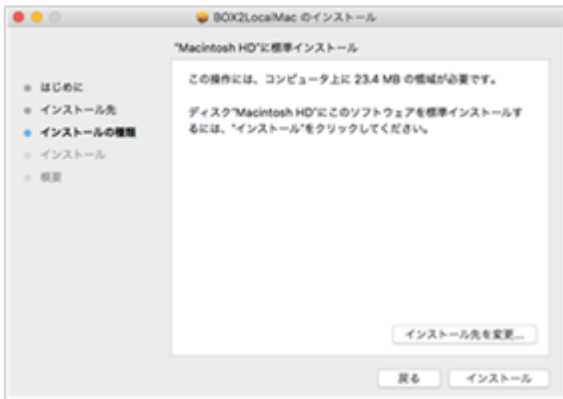 BOX2LocalMac のインストール
"Macintosh HD"に標準インストール
はじめに
インストール先
インストールの種類
インストール
概要
この操作には、コンピュータ上に 23.4 MB の領域が必要です。
ディスク"Macintosh HD"にこのソフトウェアを標準インストールす
るには、"インストール"をクリックしてください。
インストール先を変更...
戻る
インストール